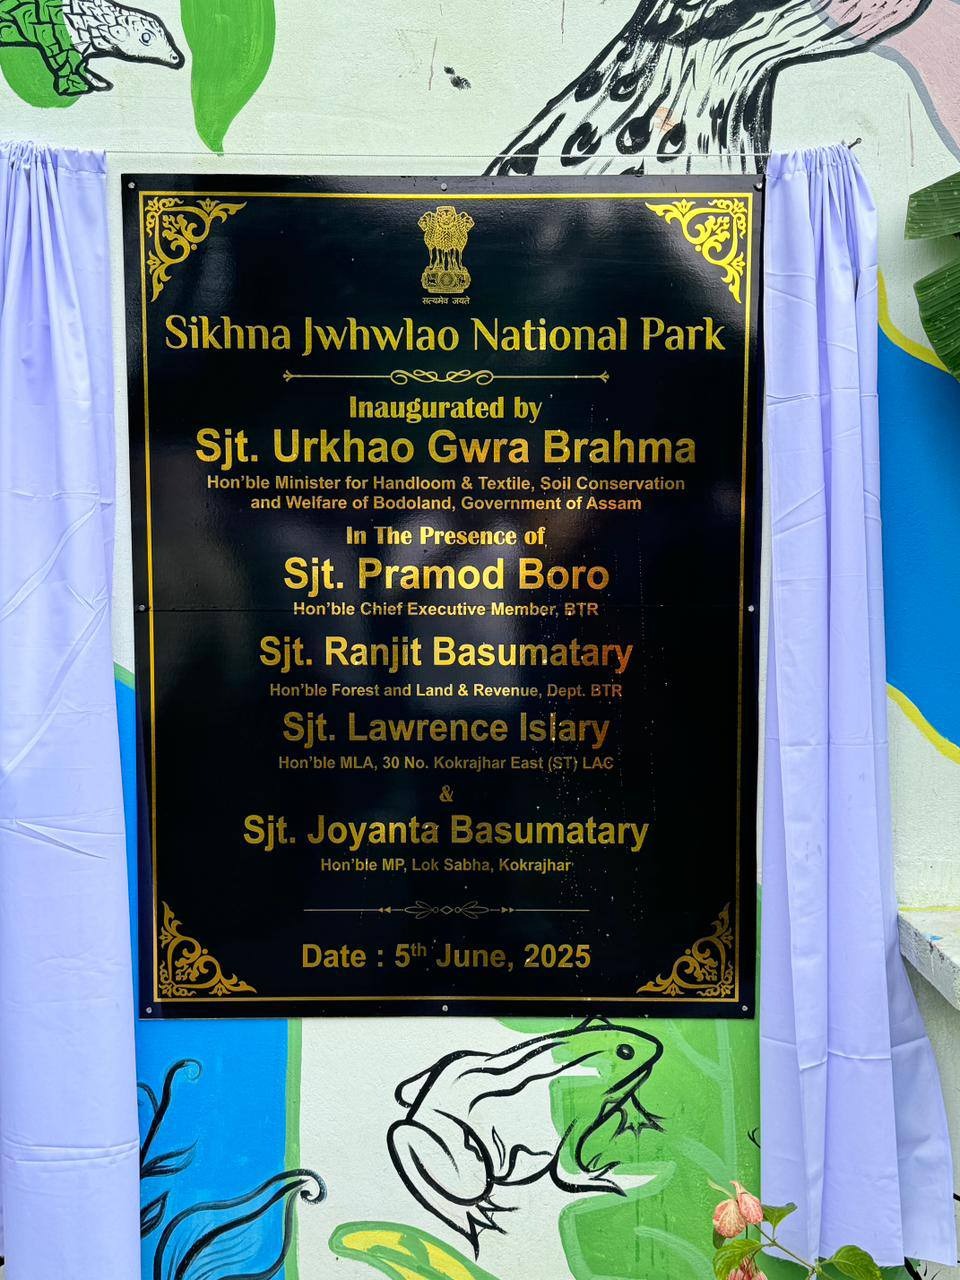 सत्यमेव जयते
Sikhna Jwhwlao National Park
Inaugurated by
Sjt. Urkhao Gwra Brahma
Hon'ble Minister for Handloom & Textile, Soil Conservation
and Welfare of Bodoland, Government of Assam
In The Presence of
Sjt. Pramod Boro
Hon'ble Chief Executive Member, BTR
Sjt. Ranjit Basumatary
Hon'ble Forest and Land & Revenue, Dept. BTR
Sjt. Lawrence Islary
Hon'ble MLA, 30 No. Kokrajhar East (ST) LAC
&
Sjt. Joyanta Basumatary
Hon'ble MP, Lok Sabha, Kokrajhar
Date : 5th June, 2025